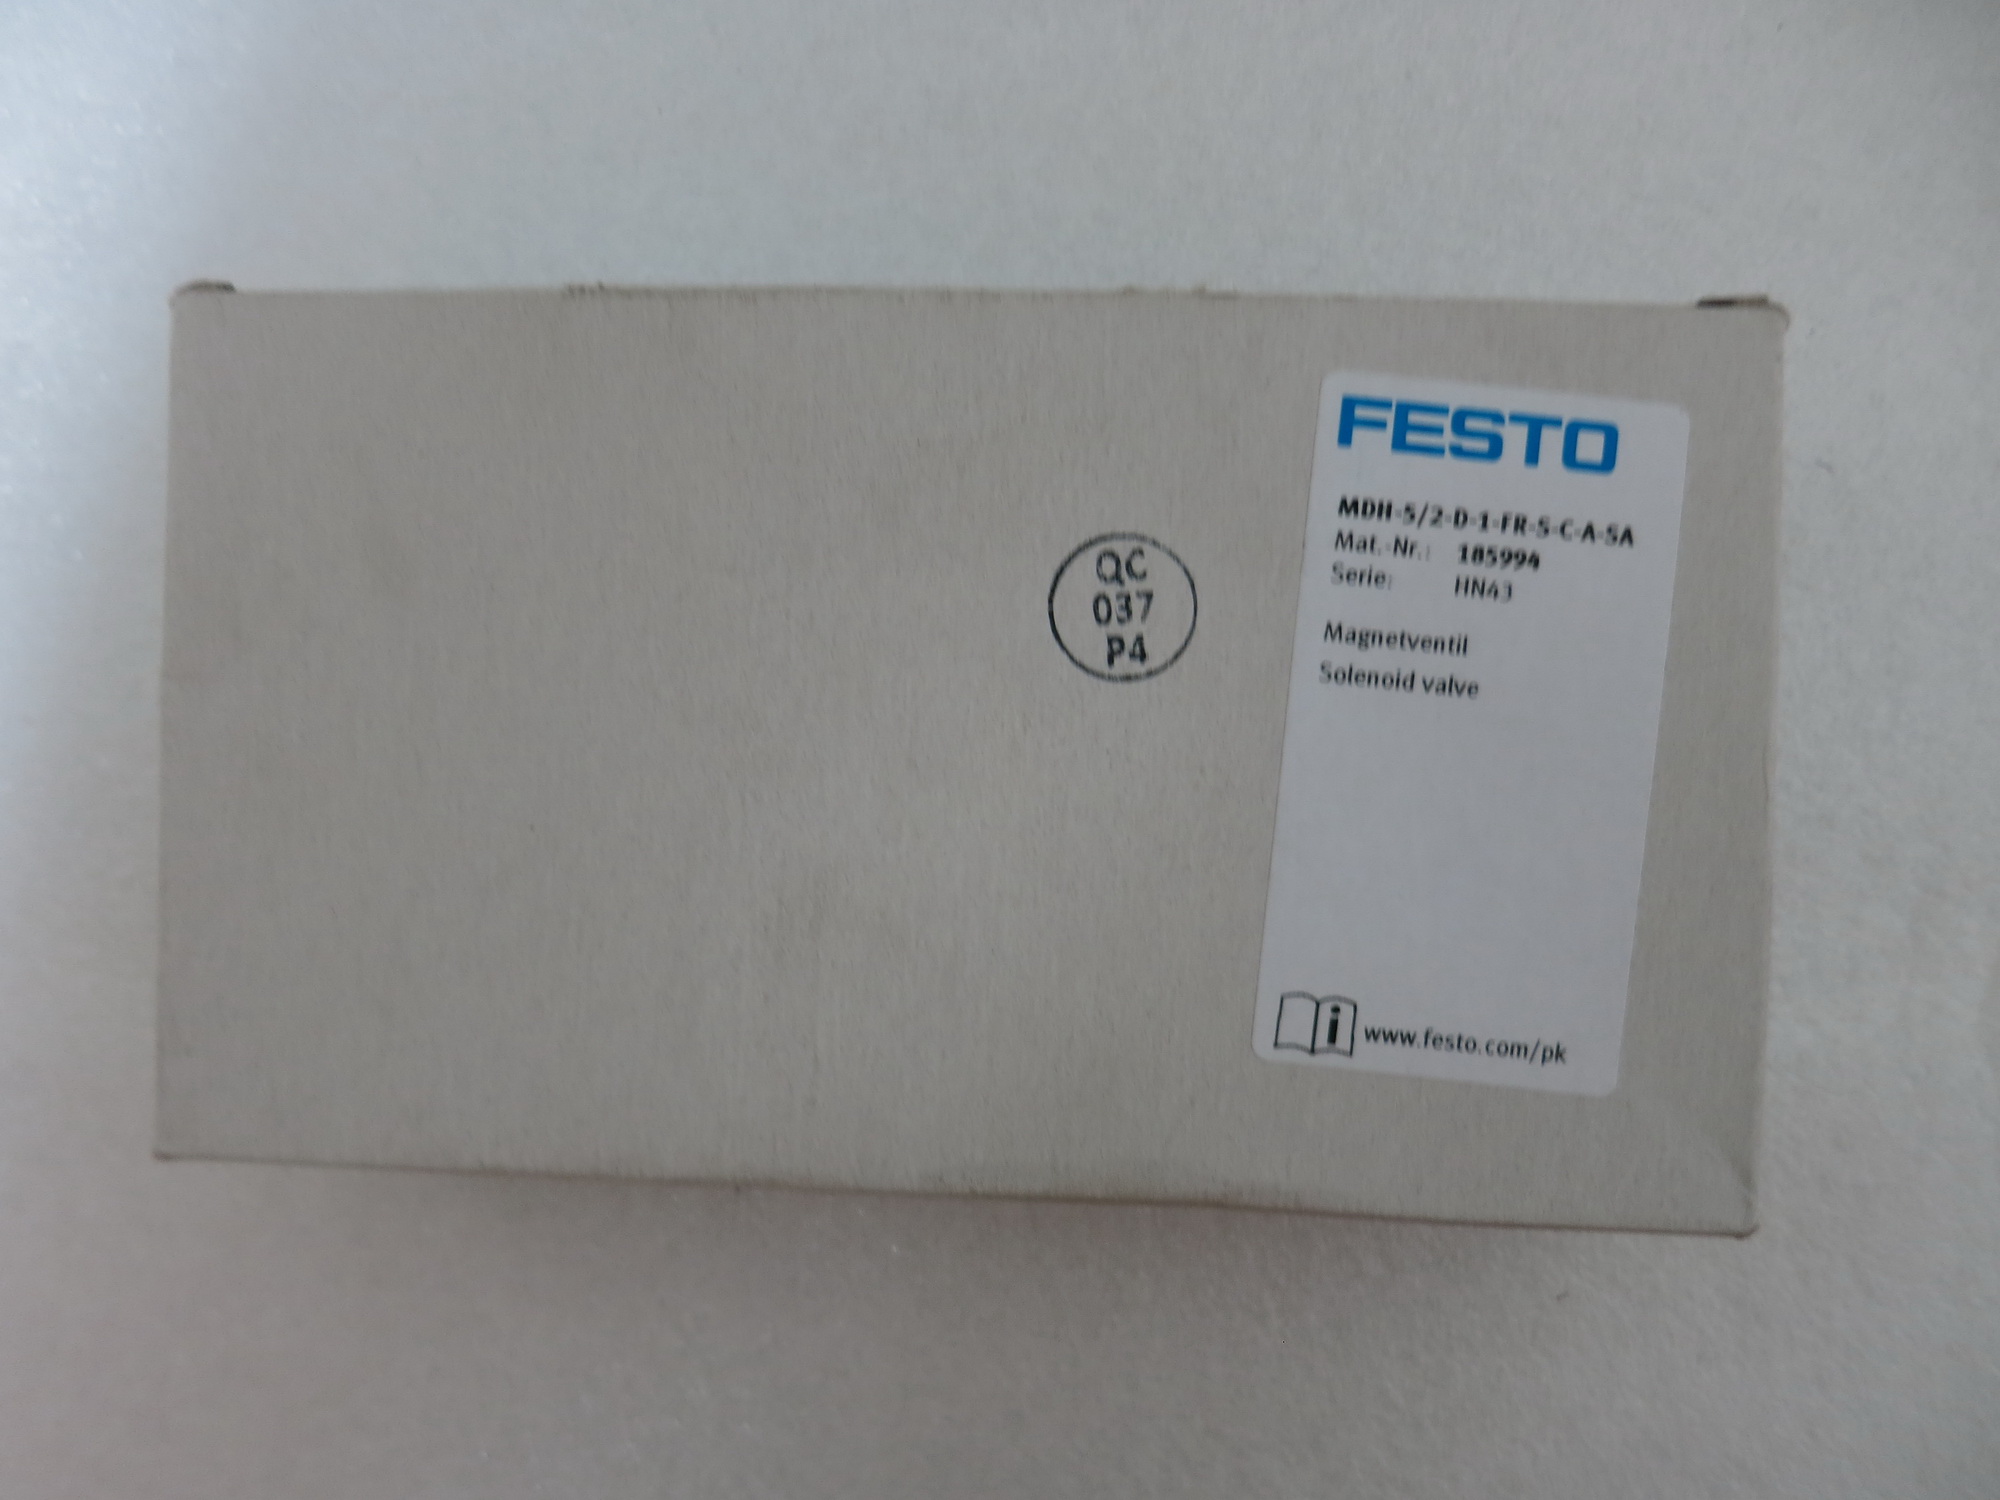 FESTO
MDH-5/2-D-1-FR-S-C-A-SA
Mat.-Nr.: 185994
Serie: HN43
Magnetventil
Solenoid valve
i www.festo.com/pk
QC
037
P4